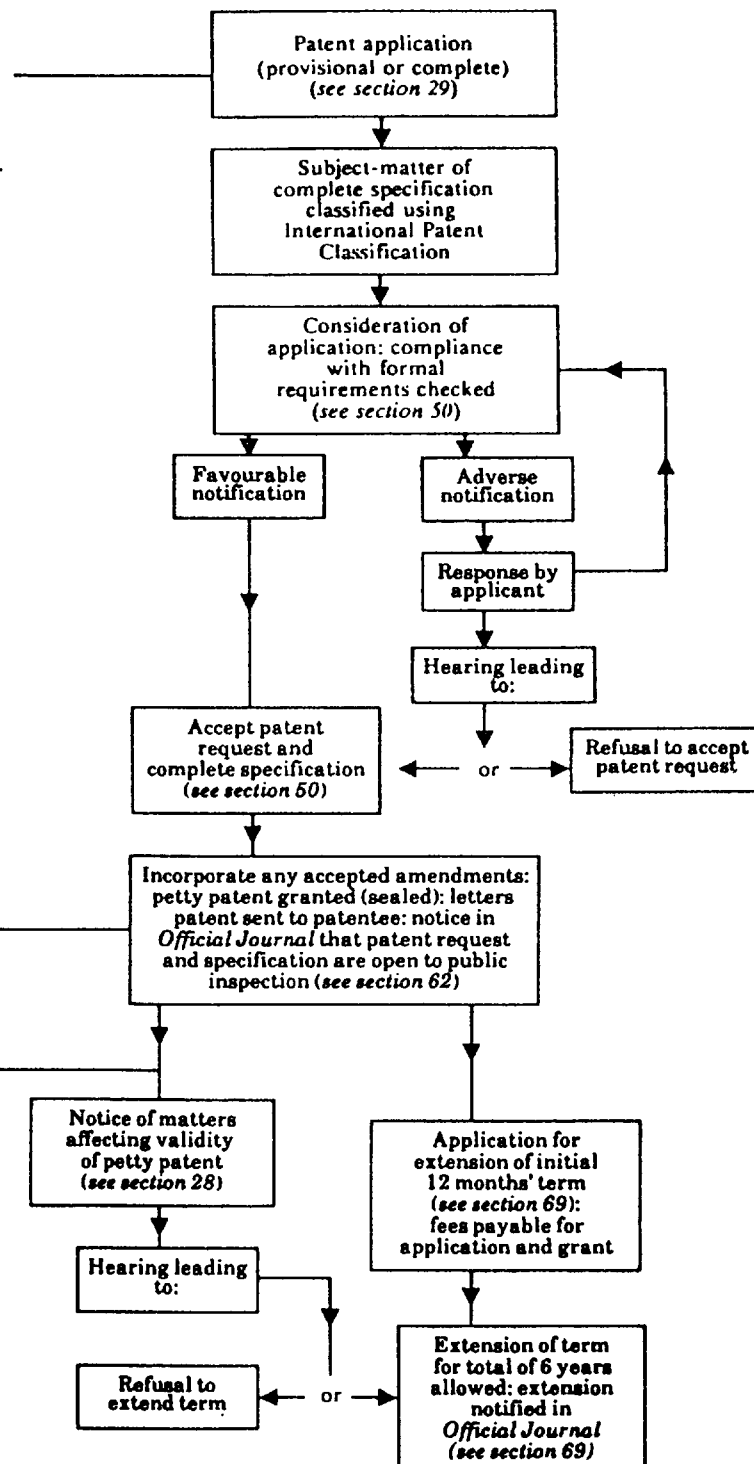 Patent application
(provisional or complete)
(see section 29)
Subject-matter of
complete specification
classified using
International Patent
Classification
Consideration of
application: compliance
with formal
requirements checked
(see section 50)
Favourable
notification
Adverse
notification
Response by
applicant
Hearing leading
to:
Accept patent
request and
complete specification
(see section 50)
or
Refusal to accept
patent request
Incorporate any accepted amendments:
petty patent granted (sealed): letters
patent sent to patentee: notice in
Official Journal that patent request
and specification are open to public
inspection (see section 62)
Notice of matters
affecting validity
of petty patent
(see section 28)
Application for
extension of initial
12 months' term
(see section 69):
fees payable for
application and grant
Hearing leading
to:
Refusal to
extend term
or
Extension of term
for total of 6 years
allowed: extension
notified in
Official Journal
(see section 69)